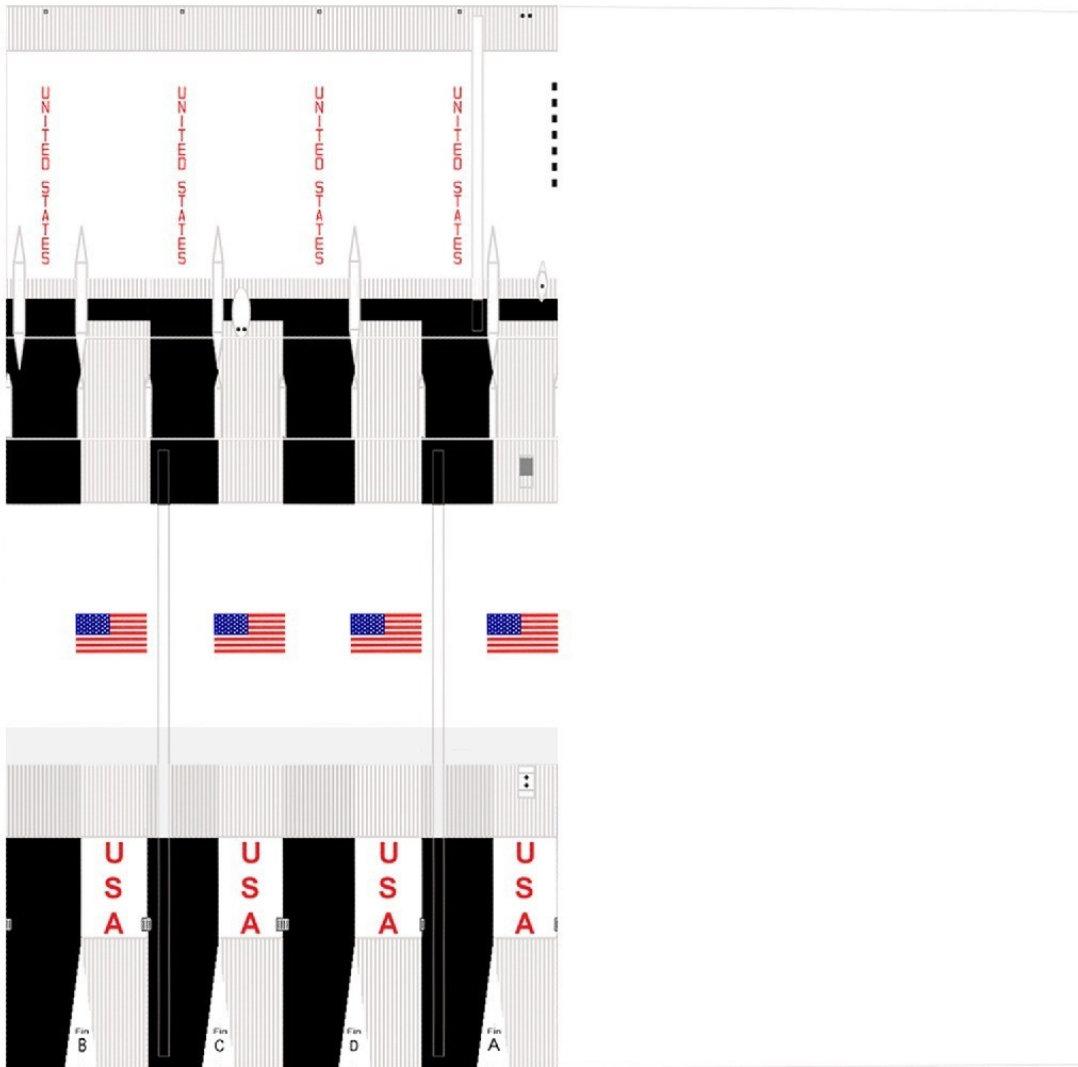 UNITED STATES
UNITED STATES
UNITED STATES
UNITED STATES
USA
USA
USA
USA
Fin B
Fin C
Fin D
Fin A